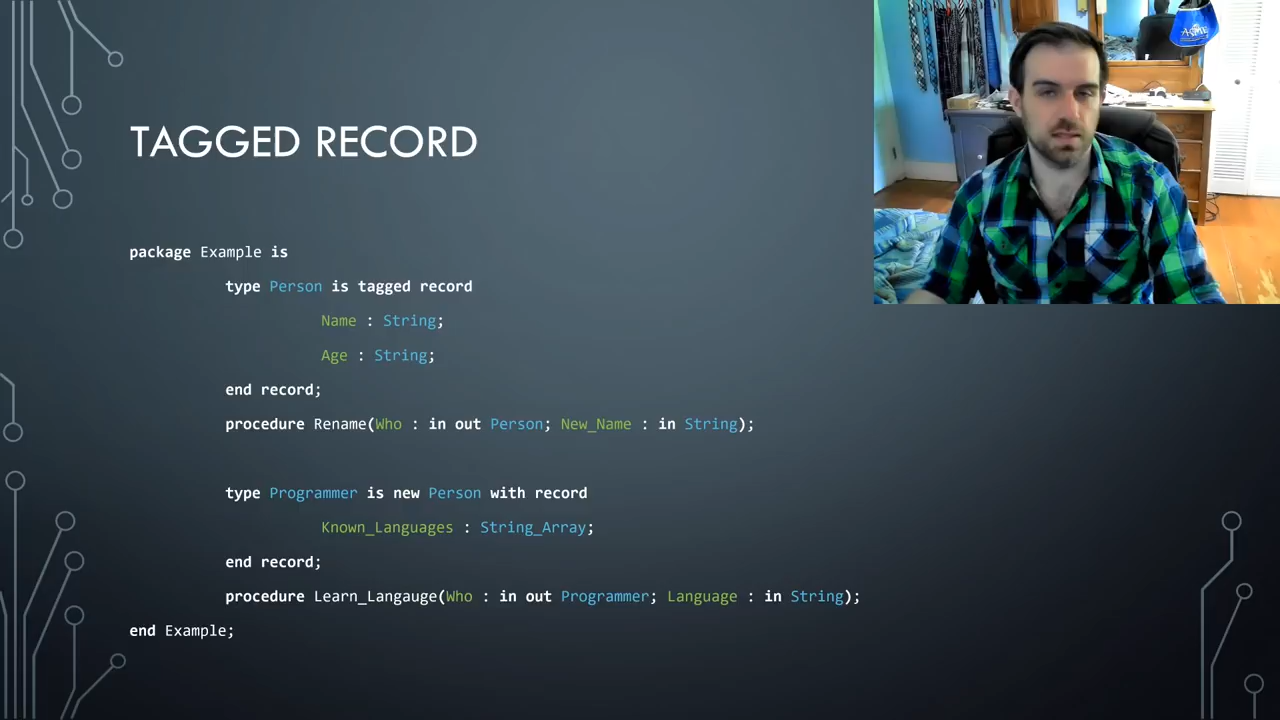 TAGGED RECORD
package Example is
type Person is tagged record
Name : String;
Age : String;
end record;
procedure Rename(Who : in out Person; New_Name : in String);
type Programmer is new Person with record
Known_Languages : String_Array;
end record;
procedure Learn_Langauge(Who : in out Programmer; Language : in String);
end Example;